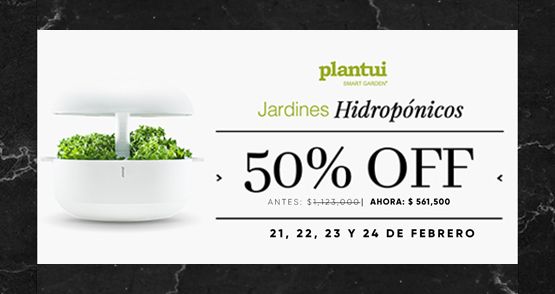 plantui
SMART GARDEN®
Jardines Hidropónicos
50% OFF
ANTES: $1,123,000 | AHORA: $ 561,500
21, 22, 23 Y 24 DE FEBRERO